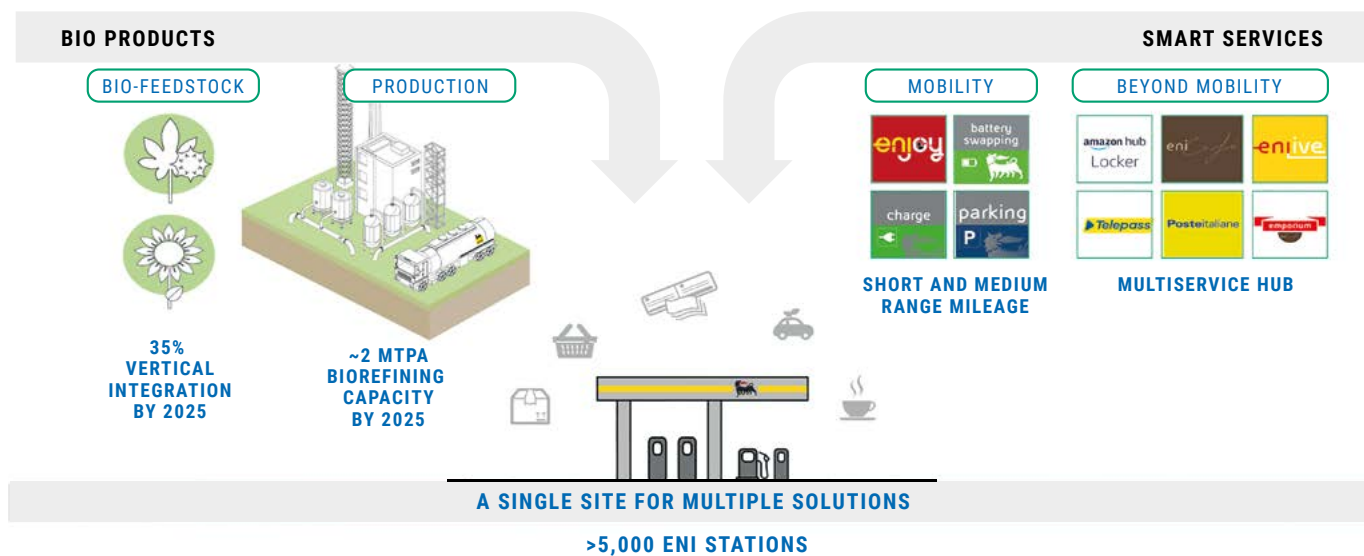 BIO PRODUCTS
SMART SERVICES
BIO-FEEDSTOCK
PRODUCTION
MOBILITY
BEYOND MOBILITY
enjoy
battery
swapping
amazon hub
Locker
eni
eni live
charge
parking
P
Telepass
Posteitaliane
emporium
35%
VERTICAL
INTEGRATION
BY 2025
~2 MTPA
BIOREFINING
CAPACITY
BY 2025
SHORT AND MEDIUM
RANGE MILEAGE
MULTISERVICE HUB
A SINGLE SITE FOR MULTIPLE SOLUTIONS
>5,000 ENI STATIONS